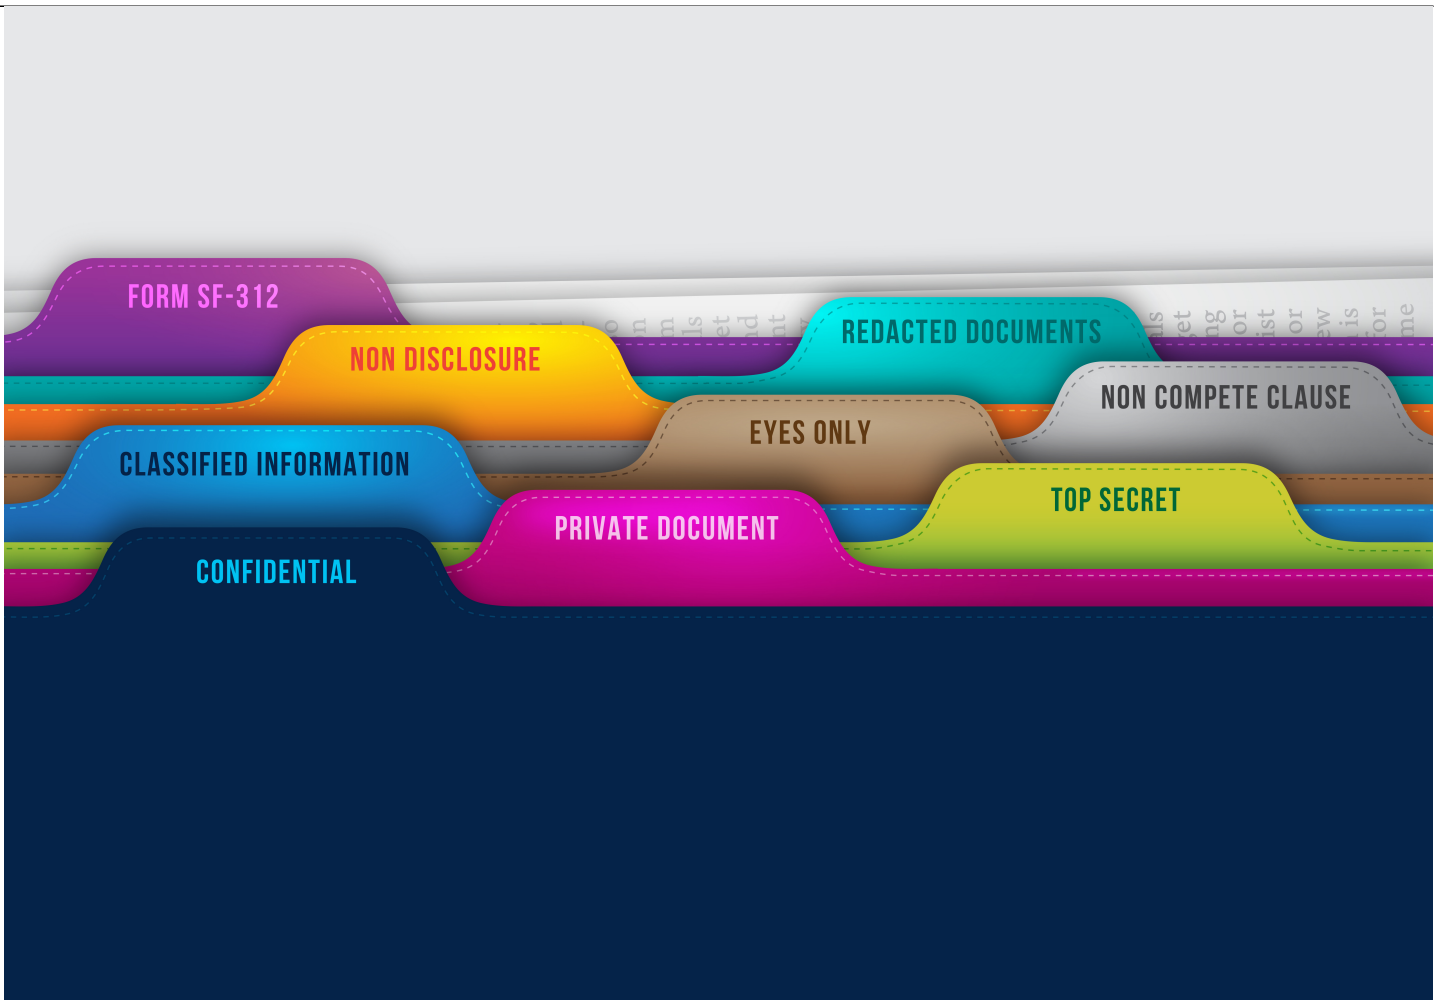 FORM SF-312
REDACTED DOCUMENTS
NON DISCLOSURE
NON COMPETE CLAUSE
EYES ONLY
CLASSIFIED INFORMATION
TOP SECRET
PRIVATE DOCUMENT
CONFIDENTIAL